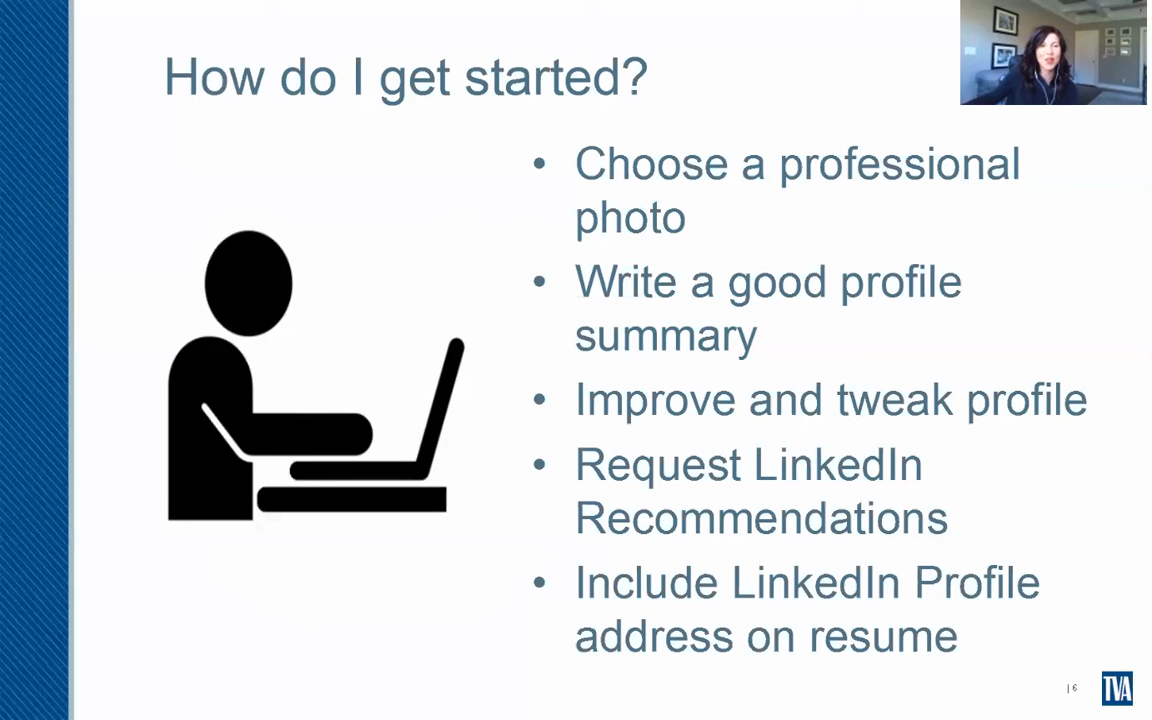 How do I get started?
• Choose a professional
photo
• Write a good profile
summary
• Improve and tweak profile
• Request LinkedIn
Recommendations
• Include LinkedIn Profile
address on resume
| 6
TVA